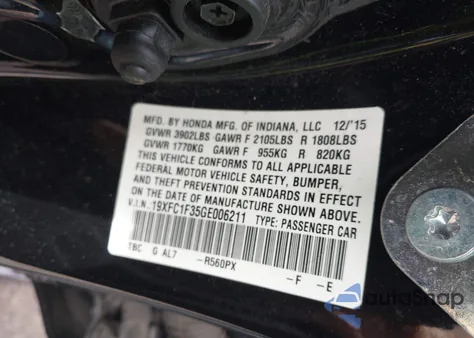 MFD. BY HONDA MFG. OF INDIANA, LLC 12/'15
GVWR 3902LBS GAWR F 2105LBS R 1808LBS
GVWR 1770KG GAWR F 955KG R 820KG
THIS VEHICLE CONFORMS TO ALL APPLICABLE
FEDERAL MOTOR VEHICLE SAFETY, BUMPER,
AND THEFT PREVENTION STANDARDS IN EFFECT
ON THE DATE OF MANUFACTURE SHOWN ABOVE.
V.I.N.:19XFC1F35GE006211 TYPE: PASSENGER CAR
TBC G AL7 -R560PX -F -E
AutoSnap